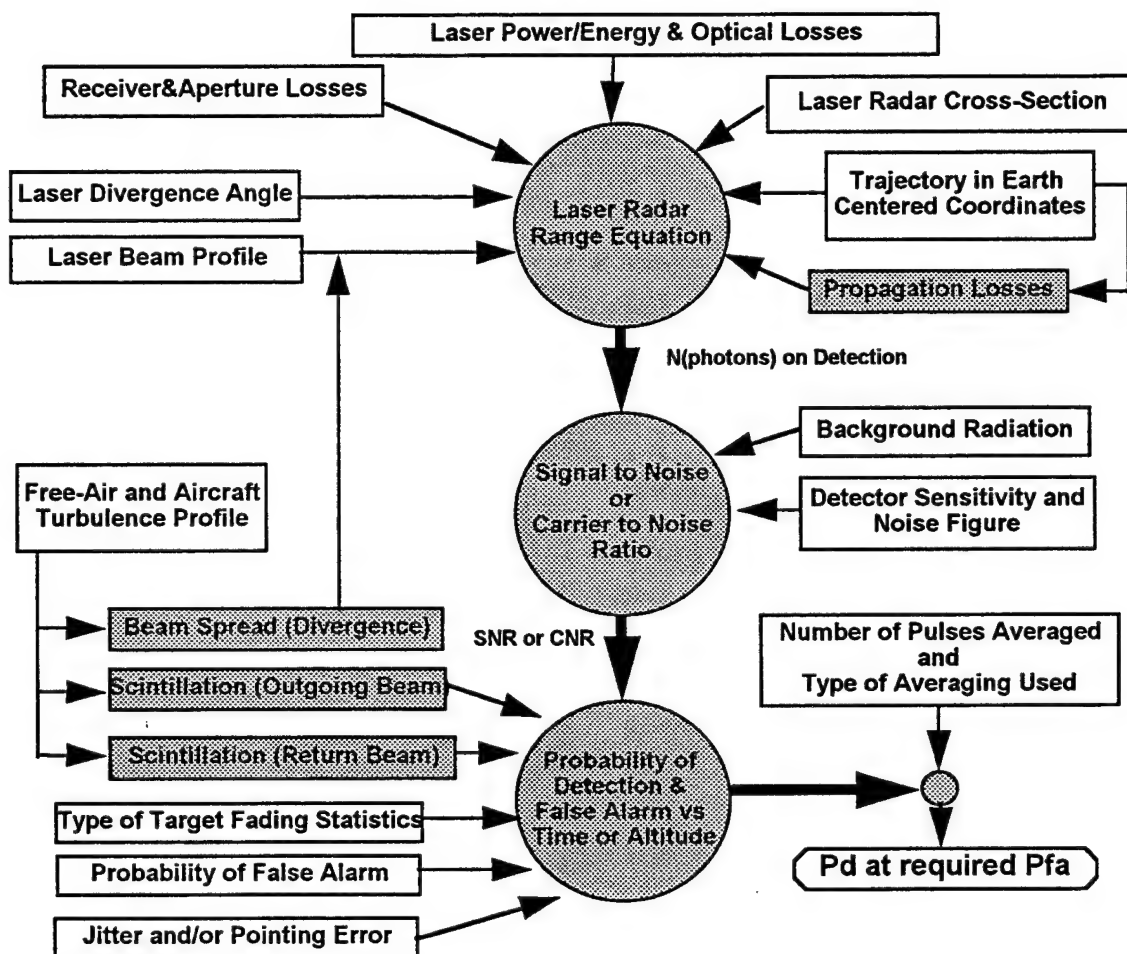 Laser Power/Energy & Optical Losses
Receiver&Aperture Losses
Laser Radar Cross-Section
Laser Divergence Angle
Trajectory in Earth
Centered Coordinates
Laser Radar
Range Equation
Laser Beam Profile
Propagation Losses
N(photons) on Detection
Background Radiation
Free-Air and Aircraft
Turbulence Profile
Signal to Noise
or
Carrier to Noise
Ratio
Detector Sensitivity and
Noise Figure
Beam Spread (Divergence)
SNR or CNR
Number of Pulses Averaged
and
Type of Averaging Used
Scintillation (Outgoing Beam)
Scintillation (Return Beam)
Probability of
Detection &
False Alarm vs
Time or Altitude
Type of Target Fading Statistics
Probability of False Alarm
Pd at required Pfa
Jitter and/or Pointing Error